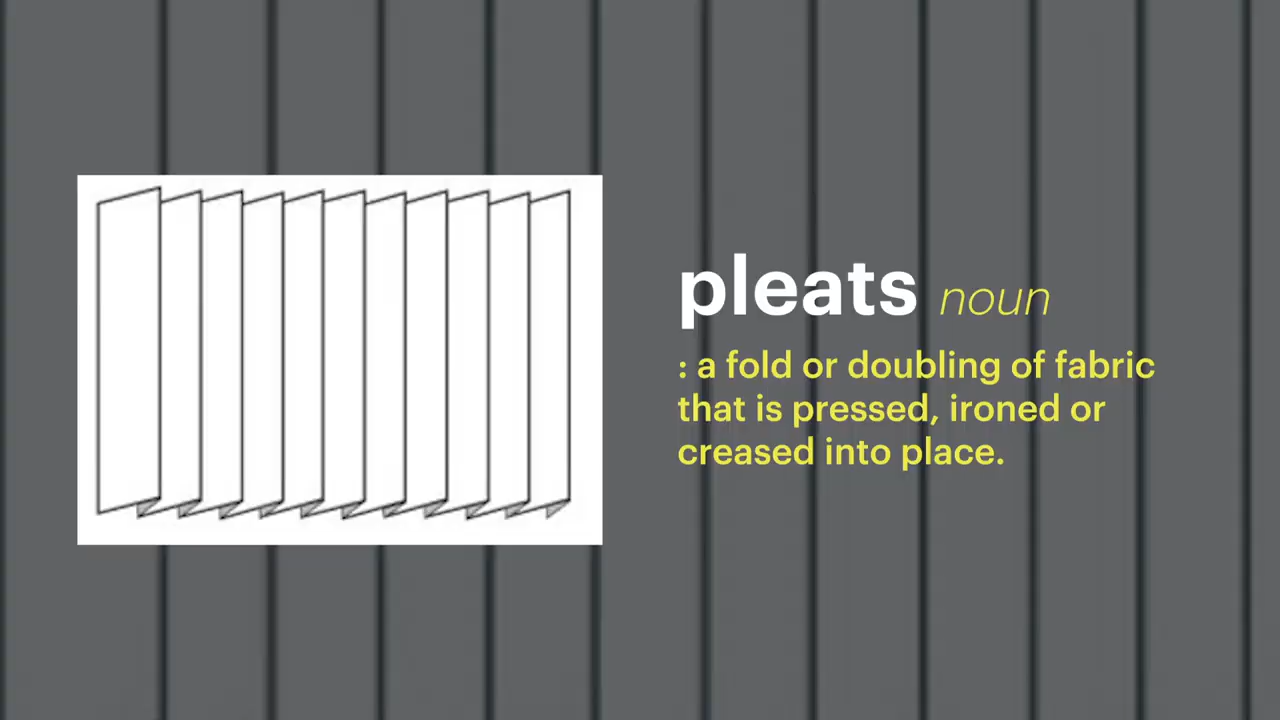 pleats noun
: a fold or doubling of fabric
that is pressed, ironed or
creased into place.